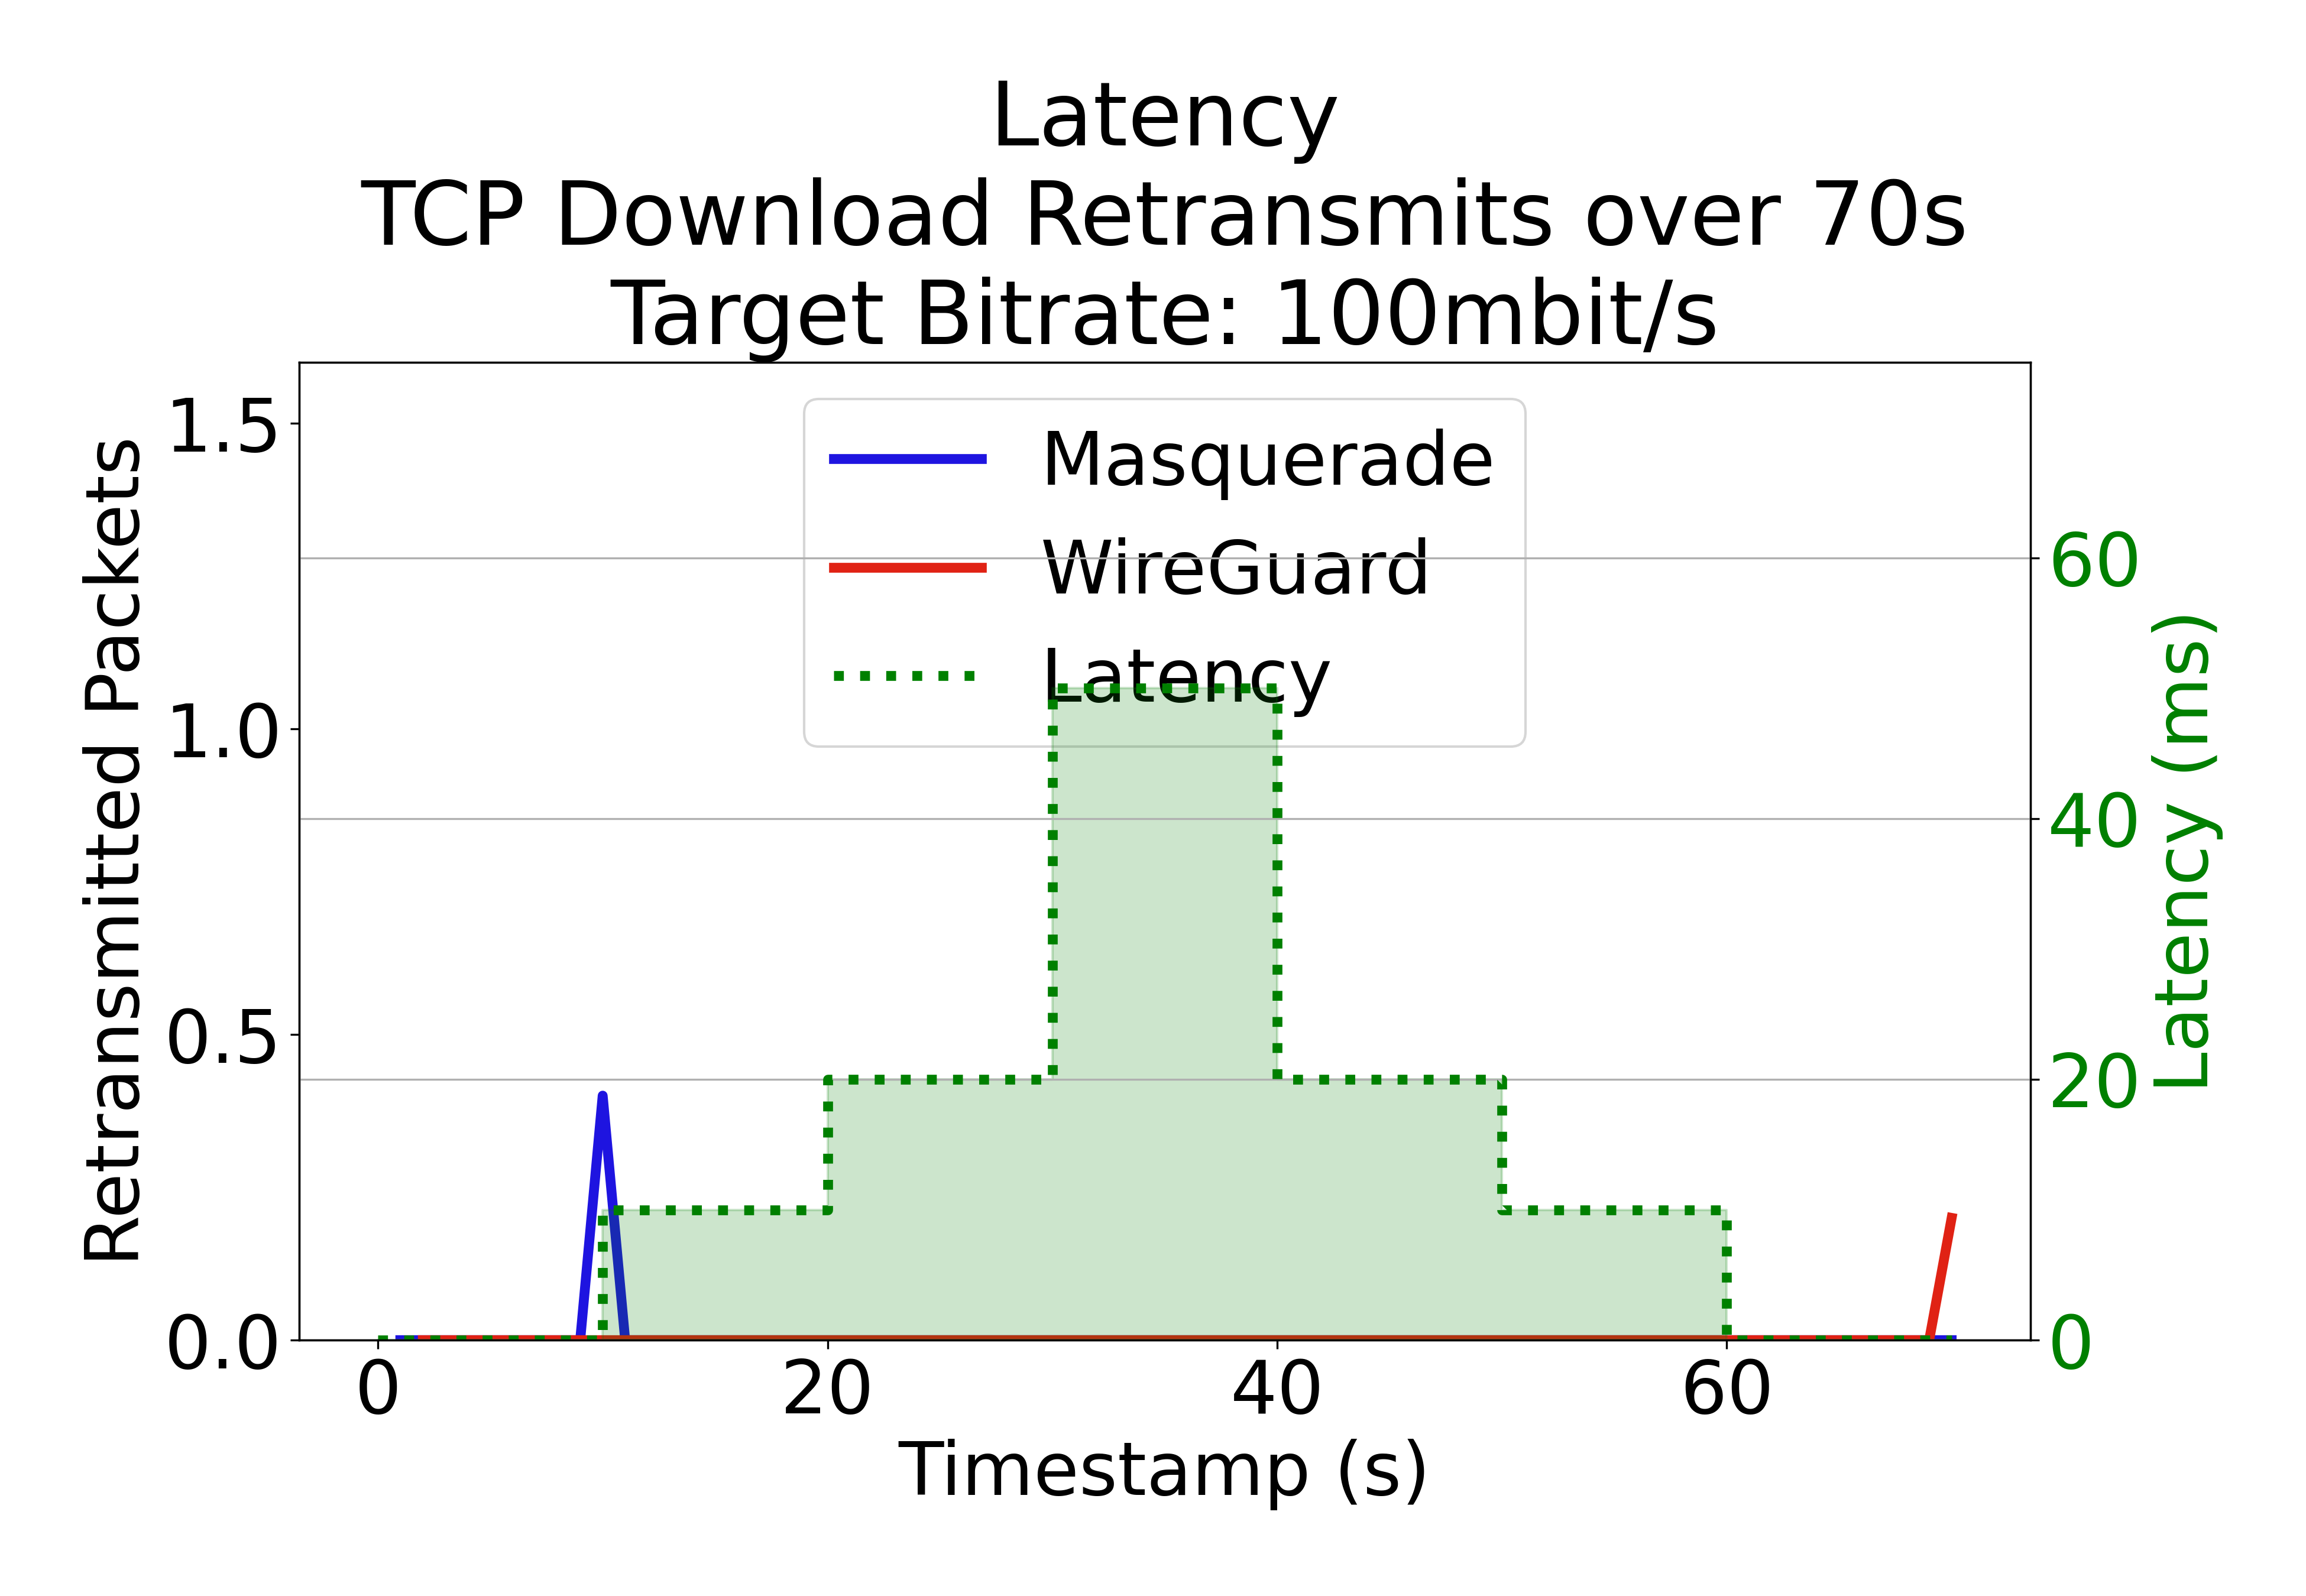 Latency
TCP Download Retransmits over 70s
Target Bitrate: 100mbit/s
Retransmitted Packets
1.5
1.0
0.5
0.0
Masquerade
WireGuard
Latency
60
40
20
0
Latency (ms)
0 20 40 60
Timestamp (s)